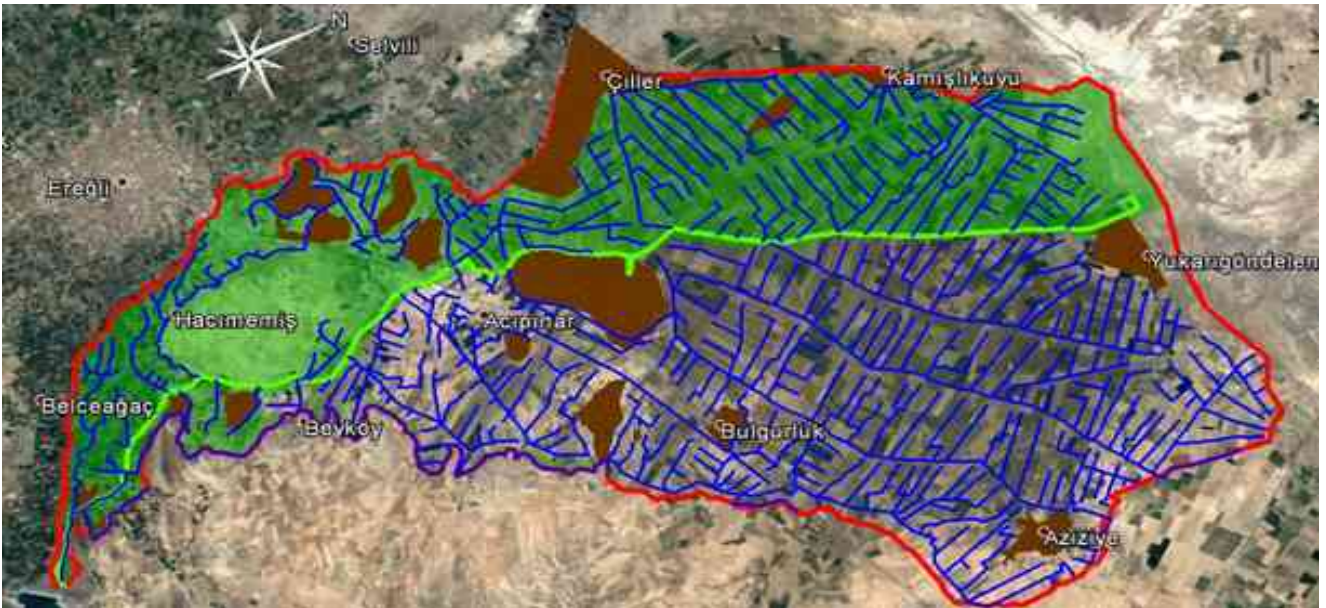 N
Selvili
Çiller
Kamışlıkuyu
Ereğli
Yukarıgöndelen
Hacımemiş
Acıpınar
Belceağaç
Beyköy
Bulgurluk
Aziziye